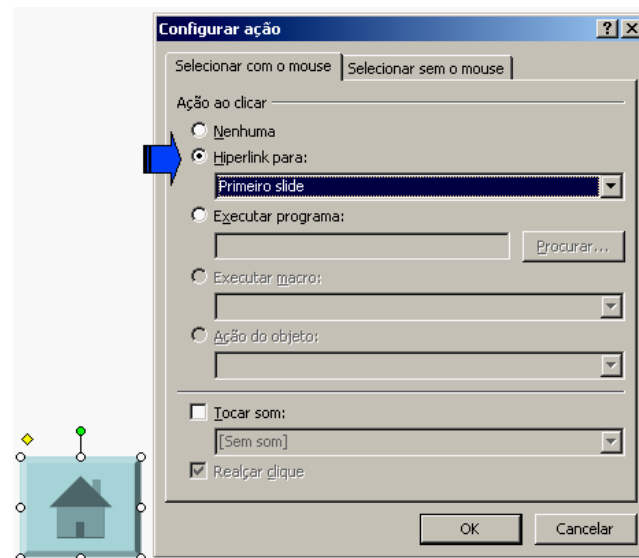 Configurar ação
Selecionar com o mouse Selecionar sem o mouse
Ação ao clicar
Nenhuma
Hiperlink para:
Primeiro slide
Executar programa:
Procurar...
Executar macro:
Ação do objeto:
Tocar som:
[Sem som]
Realçar clique
OK Cancelar